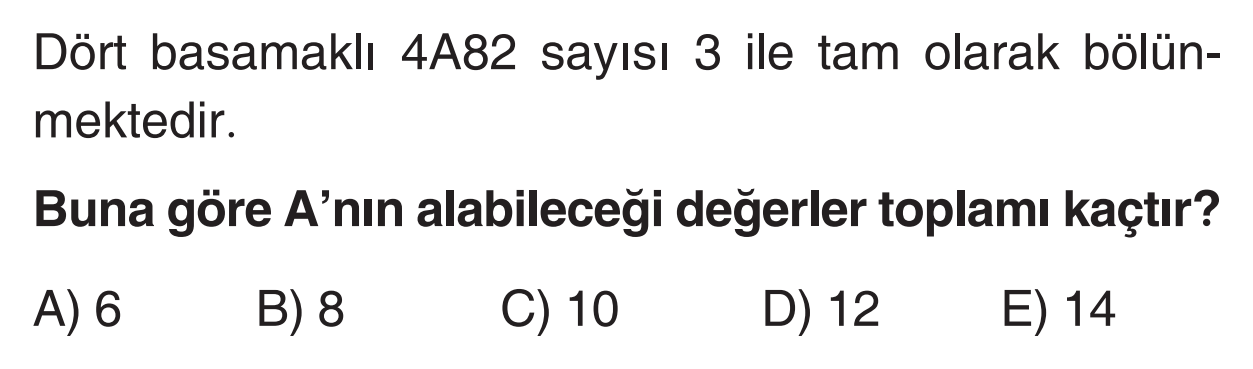 Dört basamaklı 4A82 sayısı 3 ile tam olarak bölün-
mektedir.
Buna göre A’nın alabileceği değerler toplamı kaçtır?
A) 6 B) 8 C) 10 D) 12 E) 14